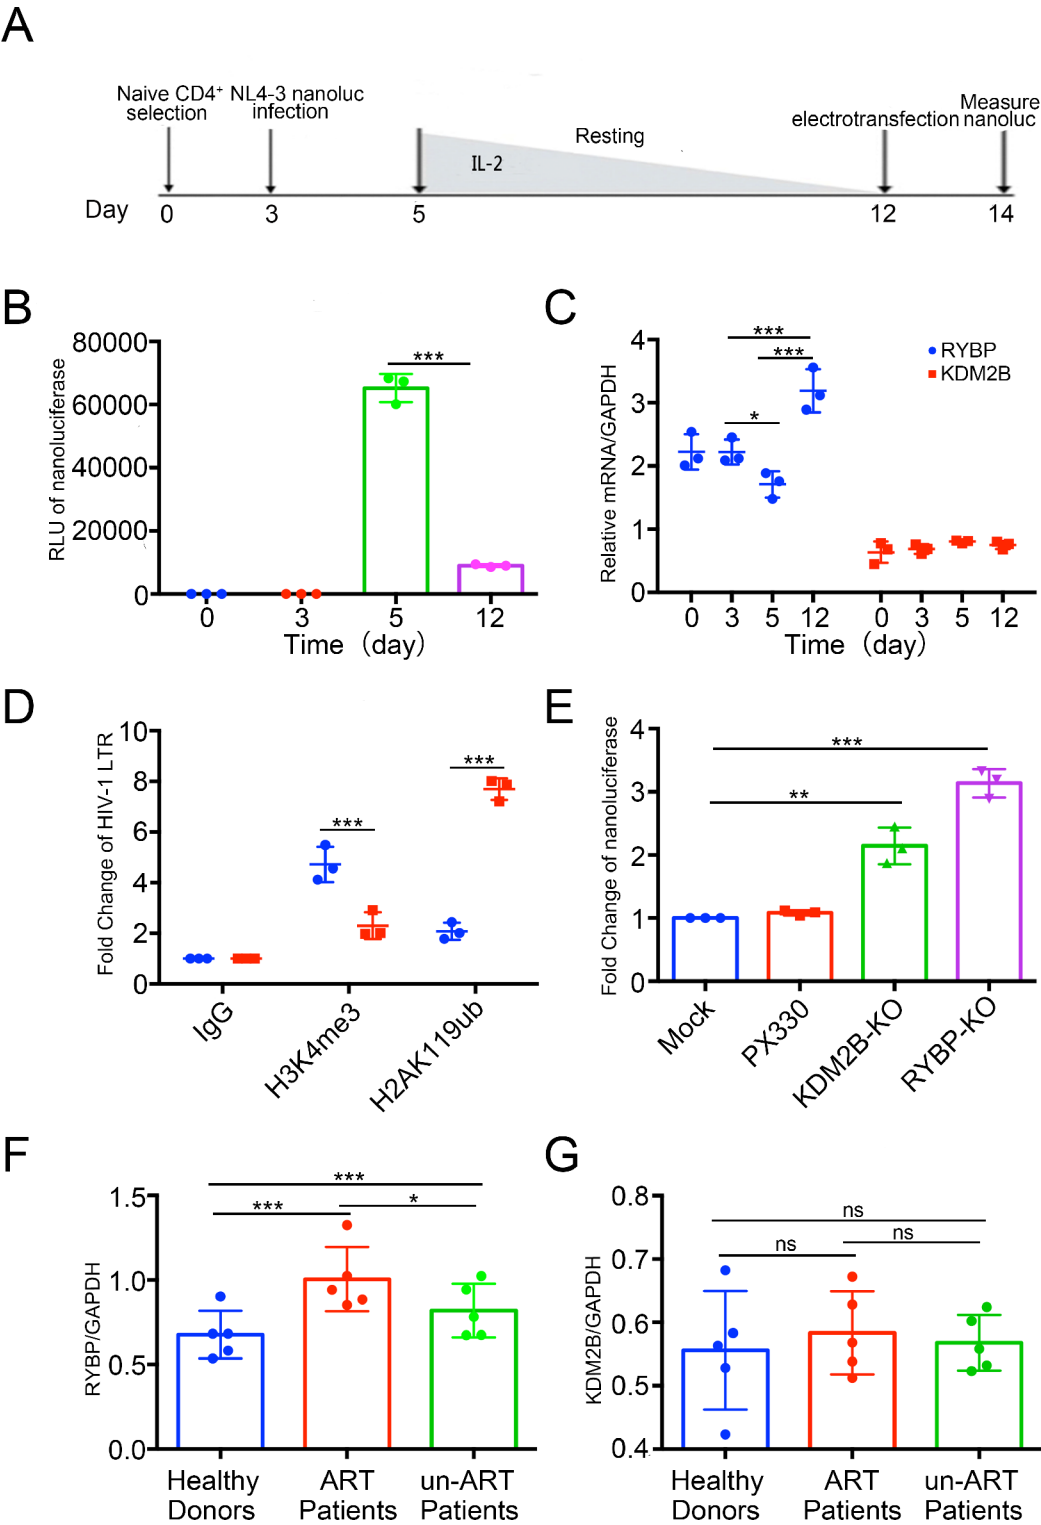 A
Naive CD4+ NL4-3 nanoluc
selection infection
Measure
electrotransfection nanoluc
Resting
IL-2
Day 0 3 5 12 14
B
RLU of nanoluciferase
80000
60000
40000
20000
0
***
0 3 5 12
Time (day)
C
Relative mRNA/GAPDH
4
3
2
1
0
***
***
*
RYBP
KDM2B
0 3 5 12 0 3 5 12
Time (day)
D
Fold Change of HIV-1 LTR
10
8
6
4
2
0
***
***
IgG
H3K4me3
H2AK119ub
E
Fold Change of nanoluciferase
4
3
2
1
0
***
**
Mock
PX330
KDM2B-KO
RYBP-KO
F
RYBP/GAPDH
1.5
1.0
0.5
0.0
***
***
*
Healthy ART un-ART
Donors Patients Patients
G
KDM2B/GAPDH
0.8
0.7
0.6
0.5
0.4
ns
ns
ns
Healthy ART un-ART
Donors Patients Patients